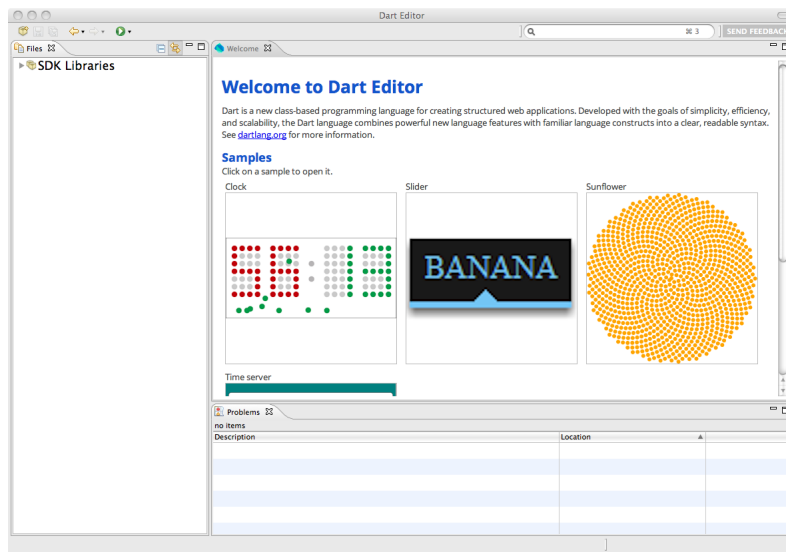 Dart Editor
⌘ 3
SEND FEEDBACK
Files
Welcome
SDK Libraries
Welcome to Dart Editor
Dart is a new class-based programming language for creating structured web applications. Developed with the goals of simplicity, efficiency,
and scalability, the Dart language combines powerful new language features with familiar language constructs into a clear, readable syntax.
See dartlang.org for more information.
Samples
Click on a sample to open it.
Clock
Slider
Sunflower
BANANA
Time server
Problems
no items
Description
Location